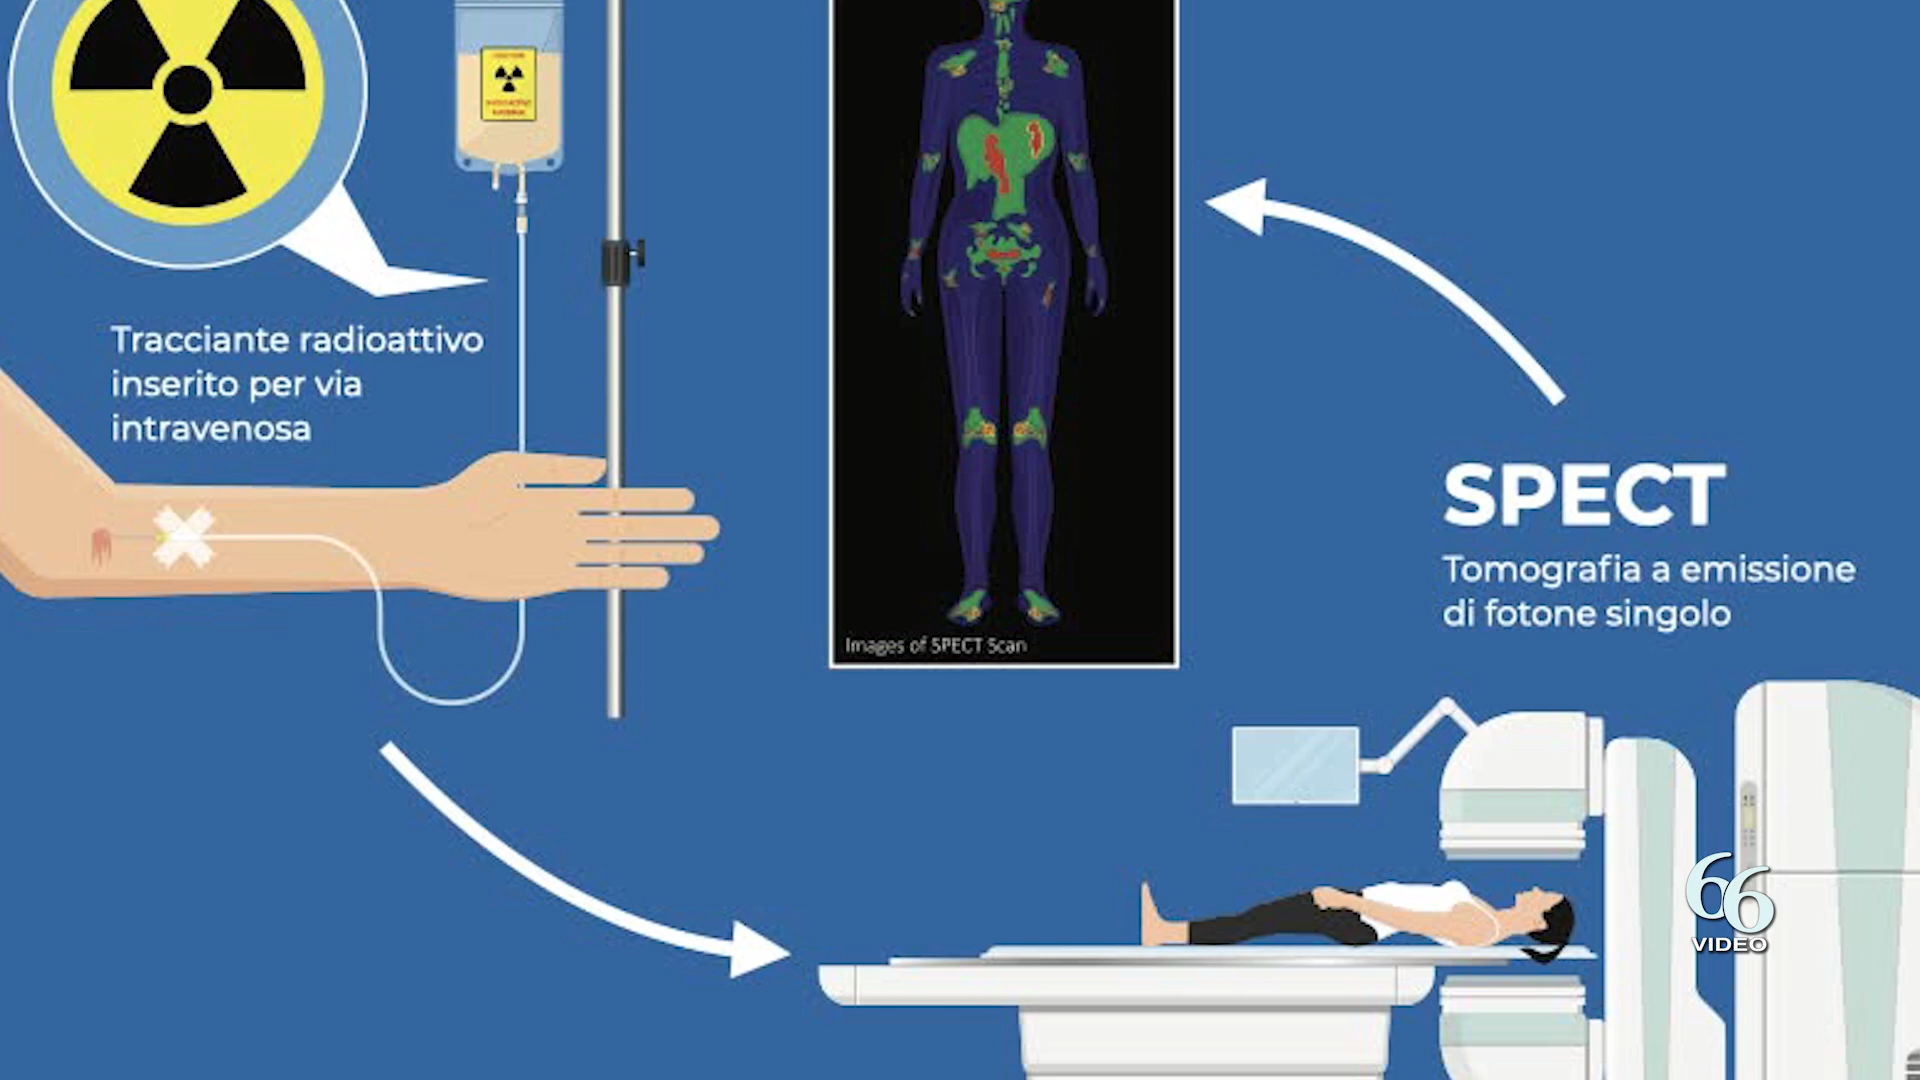 Tracciante radioattivo
inserito per via
intravenosa
Images of SPECT Scan
SPECT
Tomografia a emissione
di fotone singolo
66
VIDEO